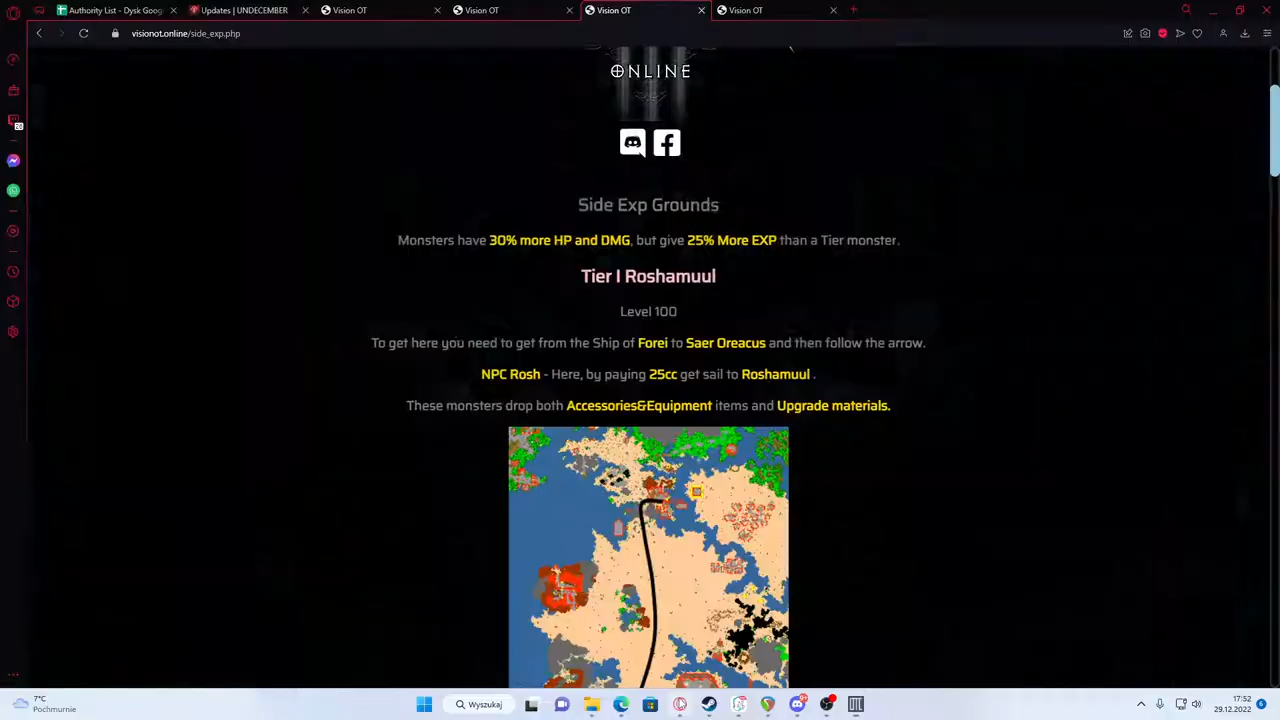 Authority List - Dysk Goog
Updates | UNDECEMBER
Vision OT
Vision OT
Vision OT
Vision OT
visionot.online/side_exp.php
ONLINE
Side Exp Grounds
Monsters have 30% more HP and DMG, but give 25% More EXP than a Tier monster.
Tier I Roshamuul
Level 100
To get here you need to get from the Ship of Forei to Saer Oreacus and then follow the arrow.
NPC Rosh - Here, by paying 25cc get sail to Roshamuul .
These monsters drop both Accessories&Equipment items and Upgrade materials.
7°C
Pochmurnie
Wyszukaj
17:52
29.12.2022